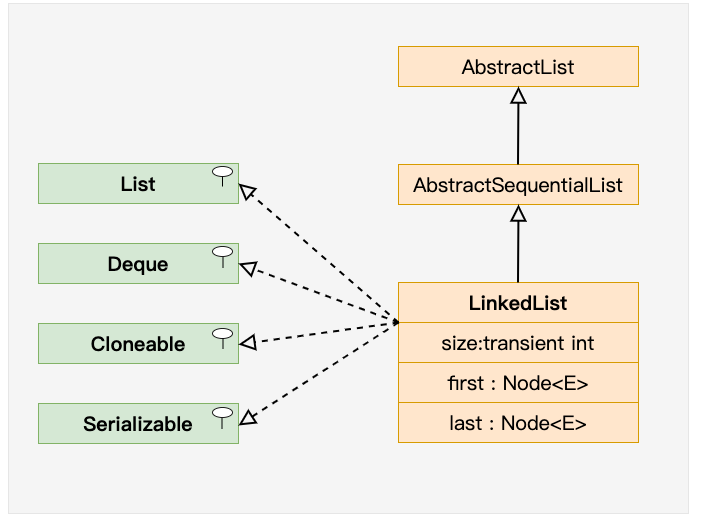 AbstractList
AbstractSequentialList
List
Deque
Cloneable
Serializable
LinkedList
size:transient int
first : Node<E>
last : Node<E>